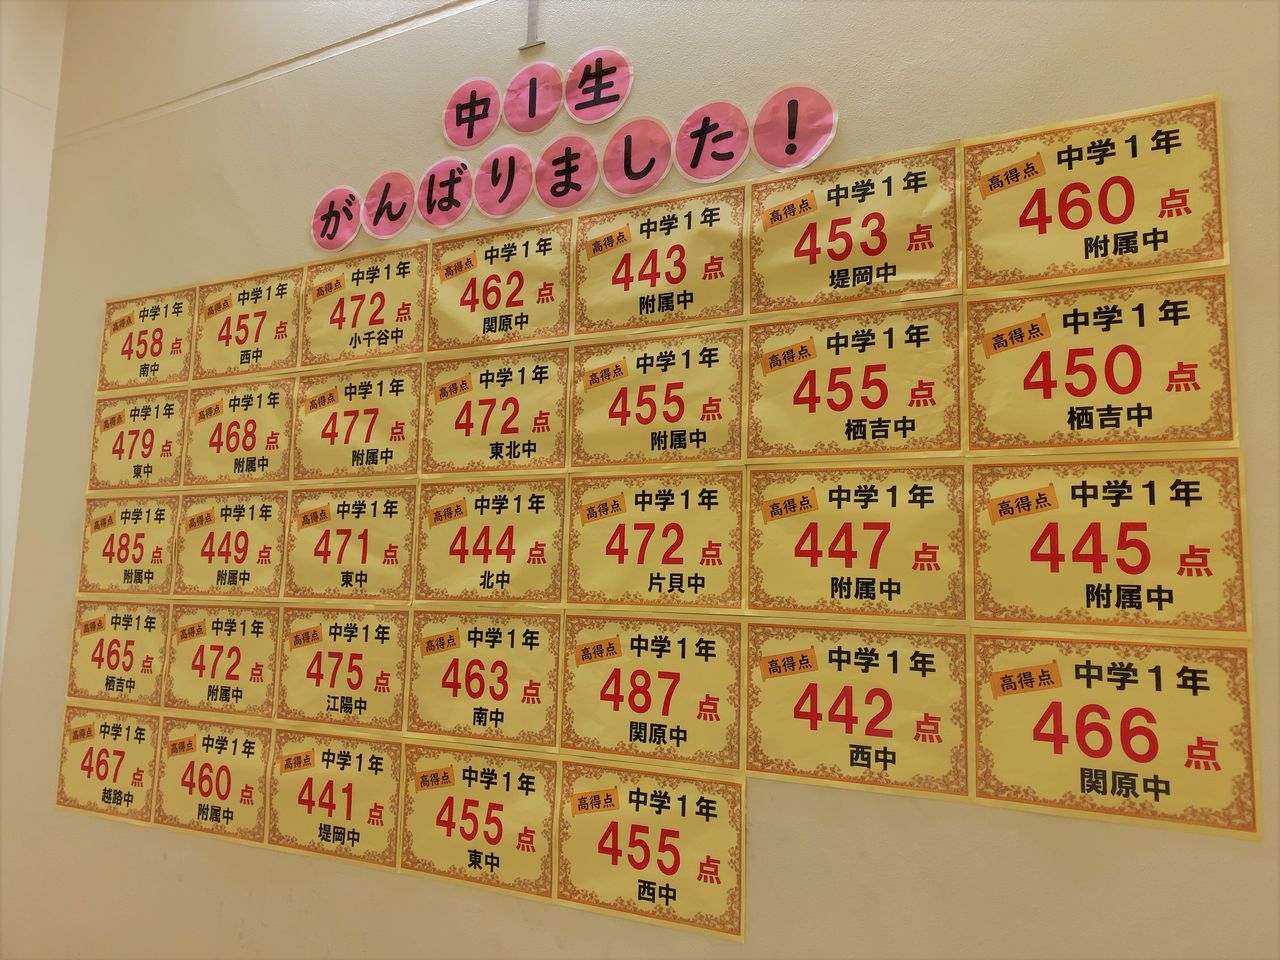 中1生
がんばりました！
高得点 中学1年
458点
南中
高得点 中学1年
457点
西中
高得点 中学1年
472点
小千谷中
高得点 中学1年
462点
関原中
高得点 中学1年
443点
附属中
高得点 中学1年
453点
堤岡中
高得点 中学1年
460点
附属中
高得点 中学1年
479点
東中
高得点 中学1年
468点
附属中
高得点 中学1年
477点
附属中
高得点 中学1年
472点
東北中
高得点 中学1年
455点
附属中
高得点 中学1年
455点
栖吉中
高得点 中学1年
450点
栖吉中
高得点 中学1年
485点
附属中
高得点 中学1年
449点
附属中
高得点 中学1年
471点
東中
高得点 中学1年
444点
北中
高得点 中学1年
472点
片貝中
高得点 中学1年
447点
附属中
高得点 中学1年
445点
附属中
高得点 中学1年
465点
栖吉中
高得点 中学1年
472点
附属中
高得点 中学1年
475点
江陽中
高得点 中学1年
463点
南中
高得点 中学1年
487点
関原中
高得点 中学1年
442点
西中
高得点 中学1年
466点
関原中
高得点 中学1年
467点
越路中
高得点 中学1年
460点
附属中
高得点 中学1年
441点
堤岡中
高得点 中学1年
455点
東中
高得点 中学1年
455点
西中